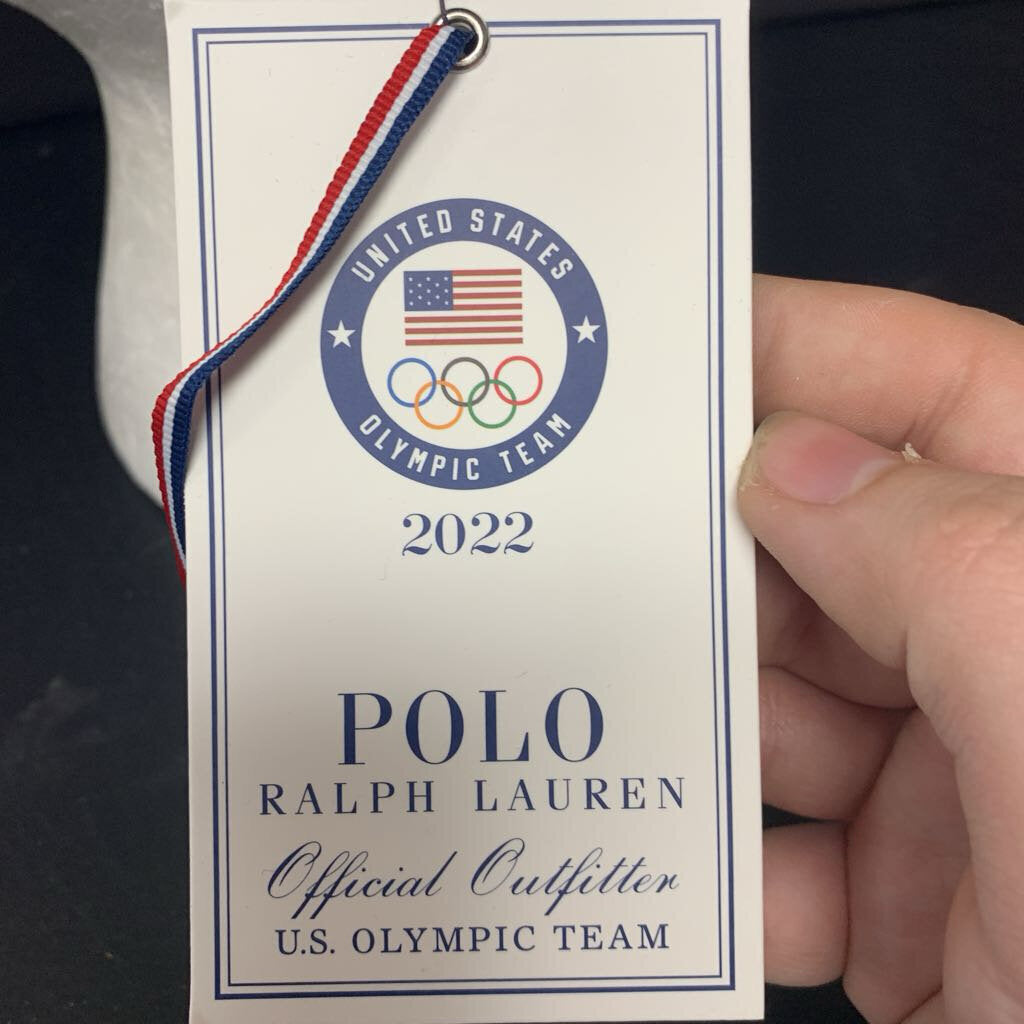 UNITED STATES
OLYMPIC TEAM
2022
POLO
RALPH LAUREN
Official Outfitter
U.S. OLYMPIC TEAM